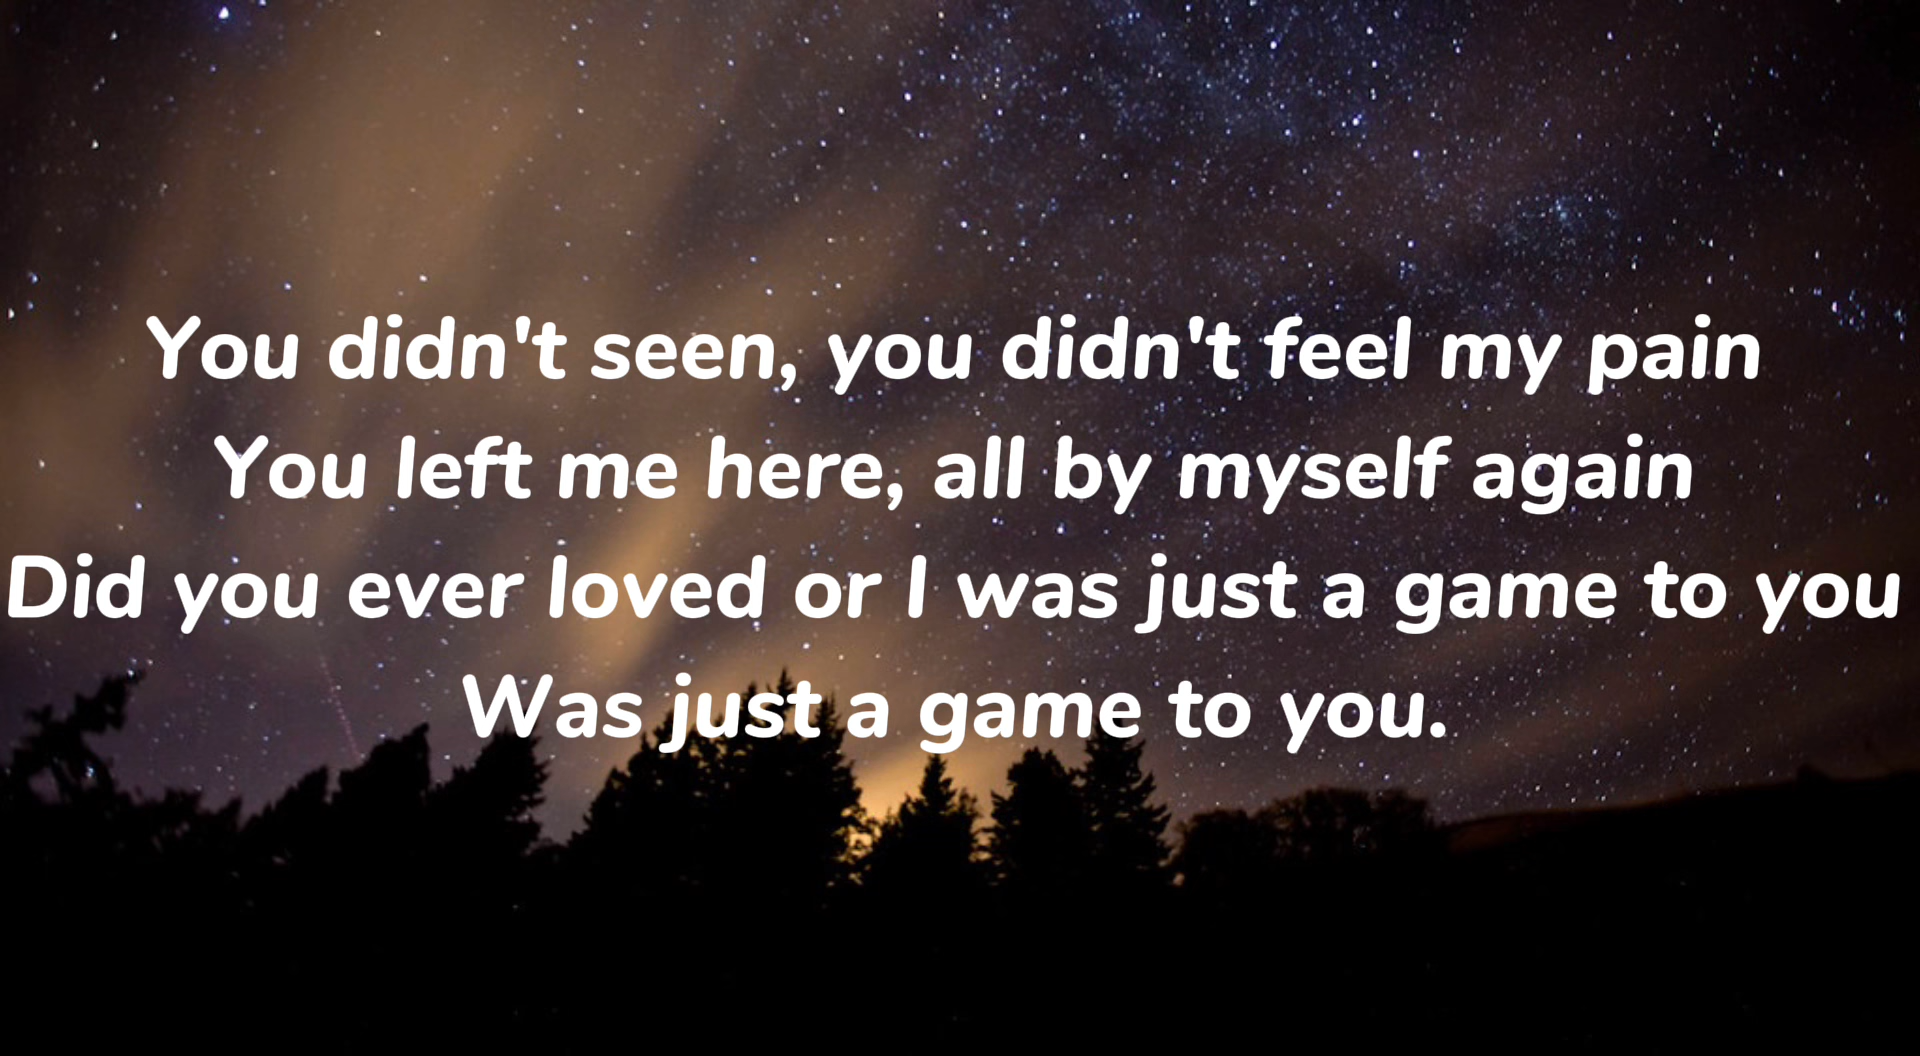 You didn't seen, you didn't feel my pain
You left me here, all by myself again
Did you ever loved or I was just a game to you
Was just a game to you.